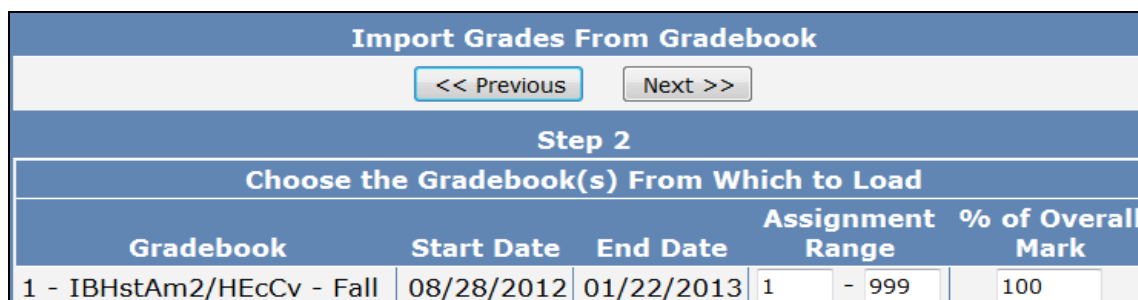 Import Grades From Gradebook
<< Previous Next >>
Step 2
Choose the Gradebook(s) From Which to Load
Gradebook Start Date End Date Assignment Range % of Overall Mark
1 - IBHstAm2/HEcCv - Fall 08/28/2012 01/22/2013 1 - 999 100